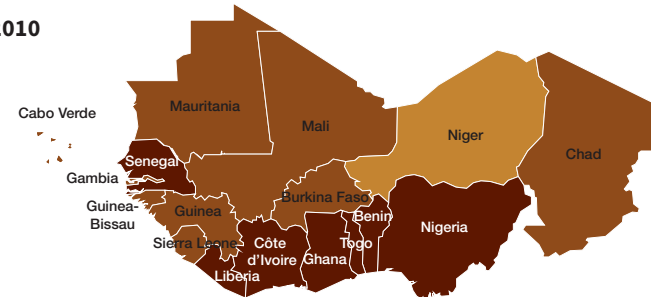 2010
Mauritania
Cabo Verde
Mali
Niger
Chad
Senegal
Gambia
Burkina Faso
Guinea-
Bissau
Guinea
Benin
Nigeria
Sierra Leone
Côte
d'Ivoire
Togo
Ghana
Liberia